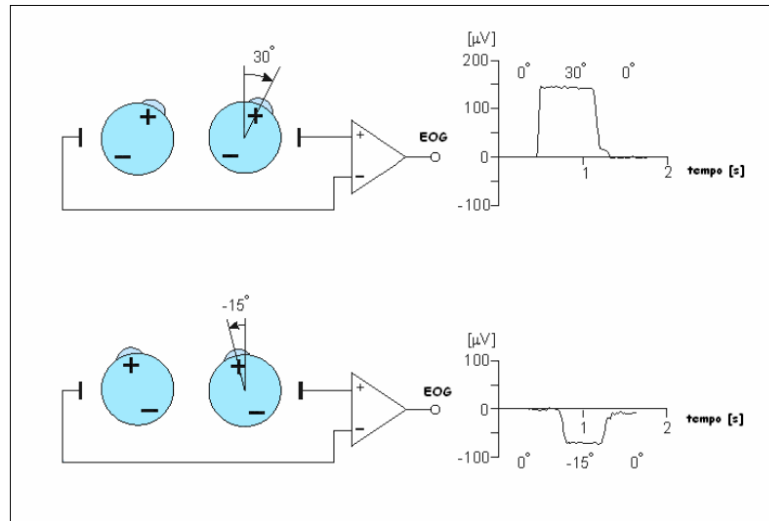 30°
[µV]
200
0° 30° 0°
+ +
100
− −
+
EOG
−
0
1 2
tempo [s]
-100
-15°
[µV]
100
+ +
− −
+
EOG
−
0
1 2
tempo [s]
-100
0° -15° 0°